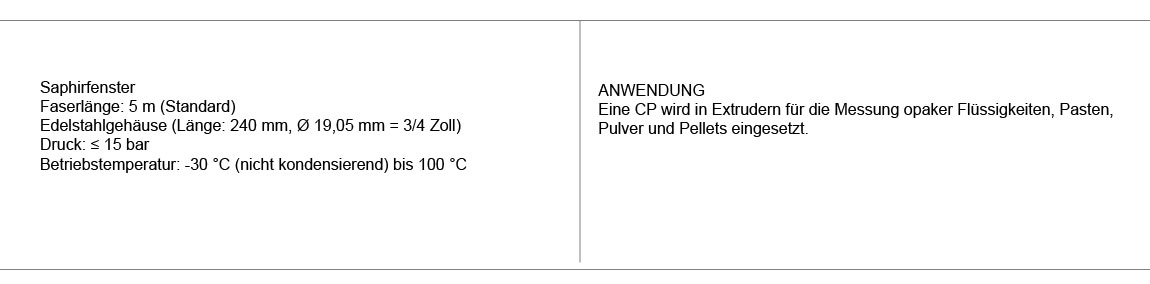 Saphirfenster
Faserlänge: 5 m (Standard)
Edelstahlgehäuse (Länge: 240 mm, Ø 19,05 mm = 3/4 Zoll)
Druck: ≤ 15 bar
Betriebstemperatur: -30 °C (nicht kondensierend) bis 100 °C
ANWENDUNG
Eine CP wird in Extrudern für die Messung opaker Flüssigkeiten, Pasten,
Pulver und Pellets eingesetzt.